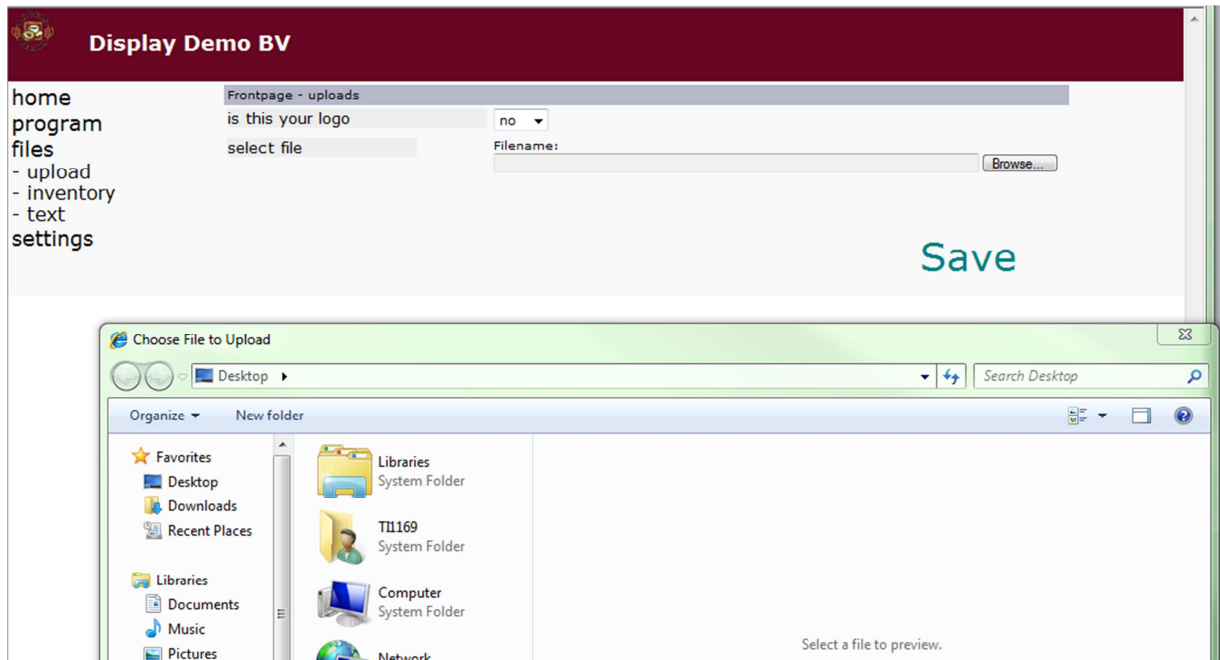 Display Demo BV
home
program
files
- upload
- inventory
- text
settings
Frontpage - uploads
is this your logo
no
select file
Filename:
Browse...
Save
Choose File to Upload
Desktop
Search Desktop
Organize
New folder
Favorites
Desktop
Downloads
Recent Places
Libraries
Documents
Music
Pictures
Libraries
System Folder
TI1169
System Folder
Computer
System Folder
Network
Select a file to preview.